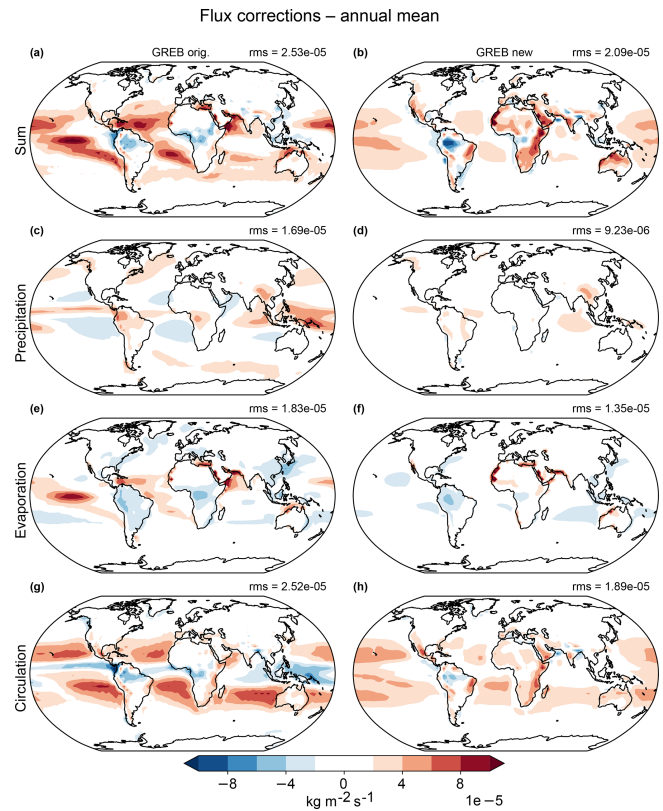 Flux corrections – annual mean
(a) GREB orig. rms = 2.53e-05
(b) GREB new rms = 2.09e-05
Sum
(c) rms = 1.69e-05
(d) rms = 9.23e-06
Precipitation
(e) rms = 1.83e-05
(f) rms = 1.35e-05
Evaporation
(g) rms = 2.52e-05
(h) rms = 1.89e-05
Circulation
−8 −4 0 4 8
1e −5
kg m−2 s−1